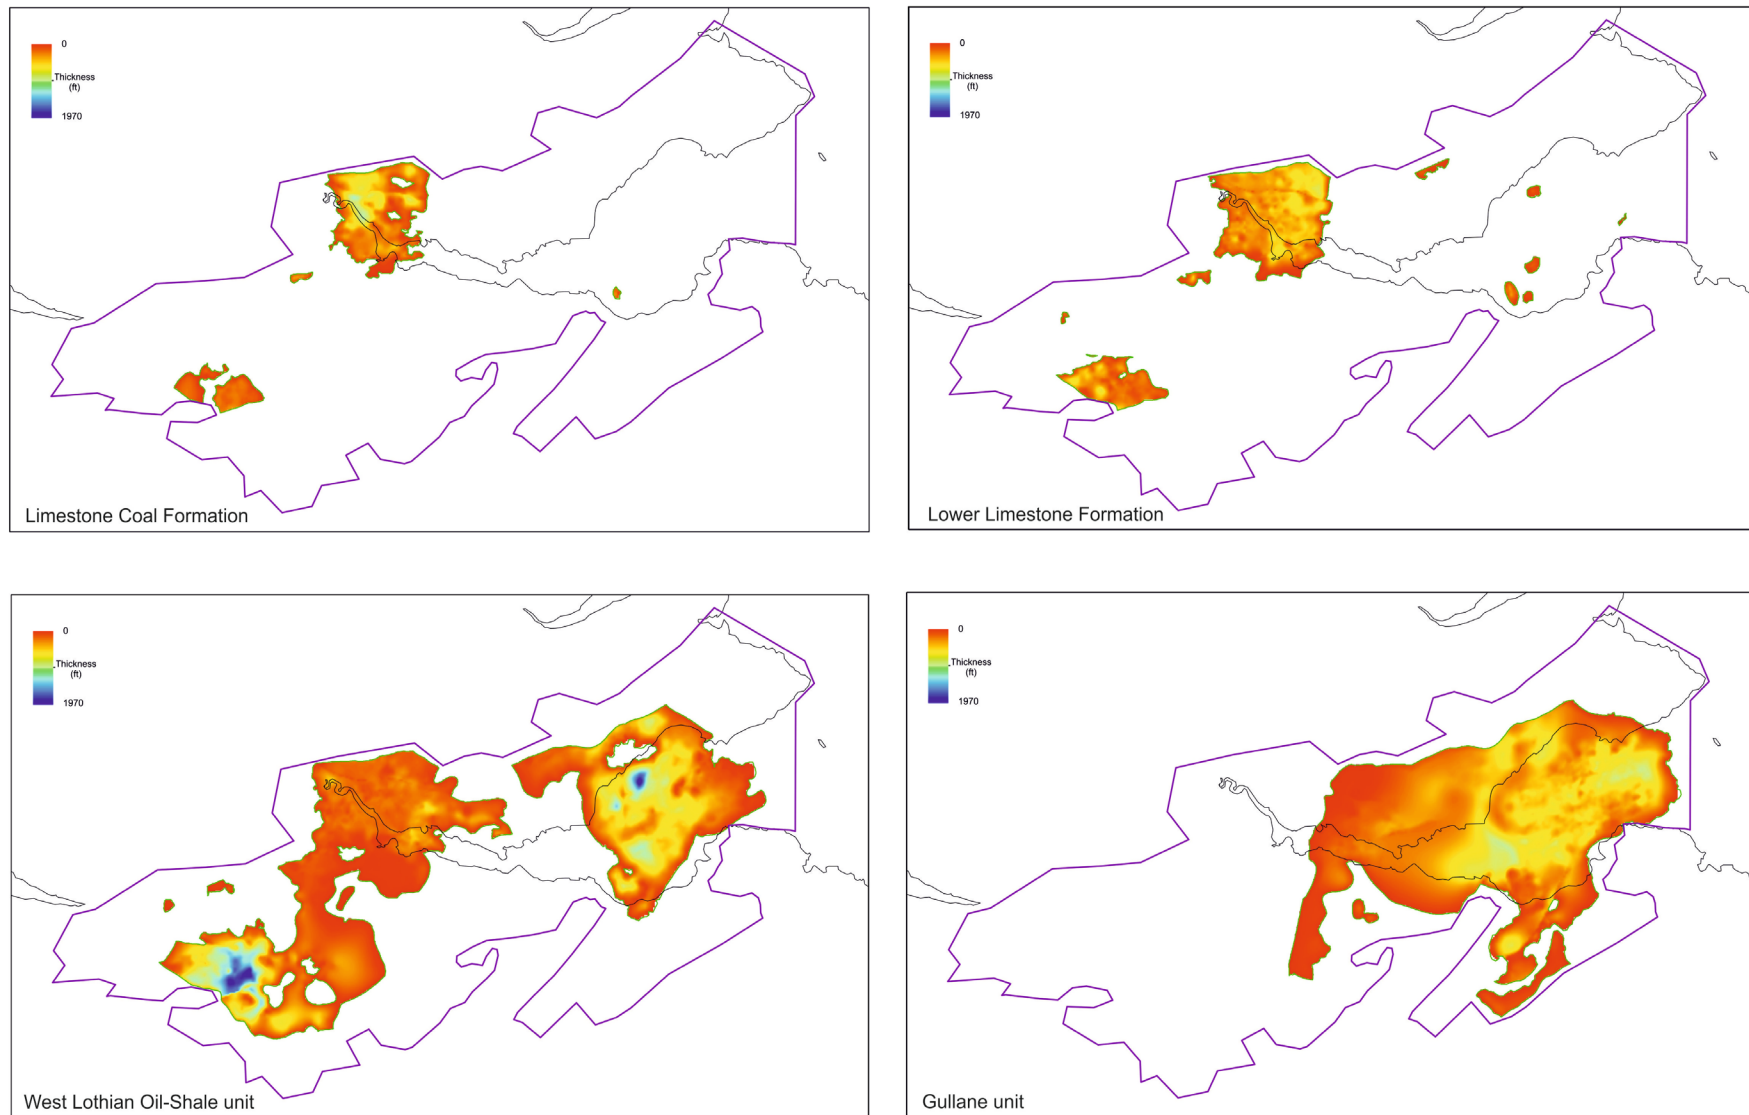 0
Thickness
(ft)
1970
Limestone Coal Formation
0
Thickness
(ft)
1970
Lower Limestone Formation
0
Thickness
(ft)
1970
West Lothian Oil-Shale unit
0
Thickness
(ft)
1970
Gullane unit